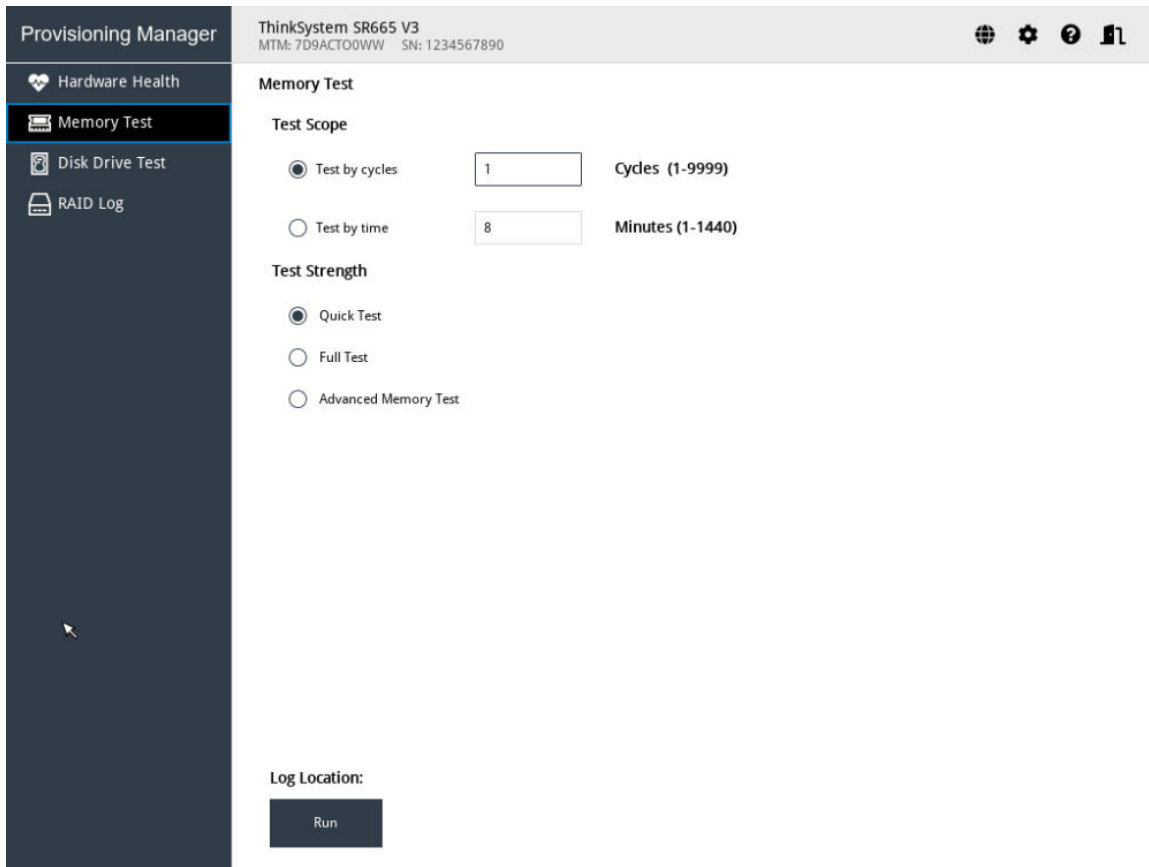 Provisioning Manager
ThinkSystem SR665 V3
MTM: 7D9ACTO0WW SN: 1234567890
Hardware Health
Memory Test
Disk Drive Test
RAID Log
Memory Test
Test Scope
Test by cycles 1 Cycles (1-9999)
Test by time 8 Minutes (1-1440)
Test Strength
Quick Test
Full Test
Advanced Memory Test
Log Location:
Run